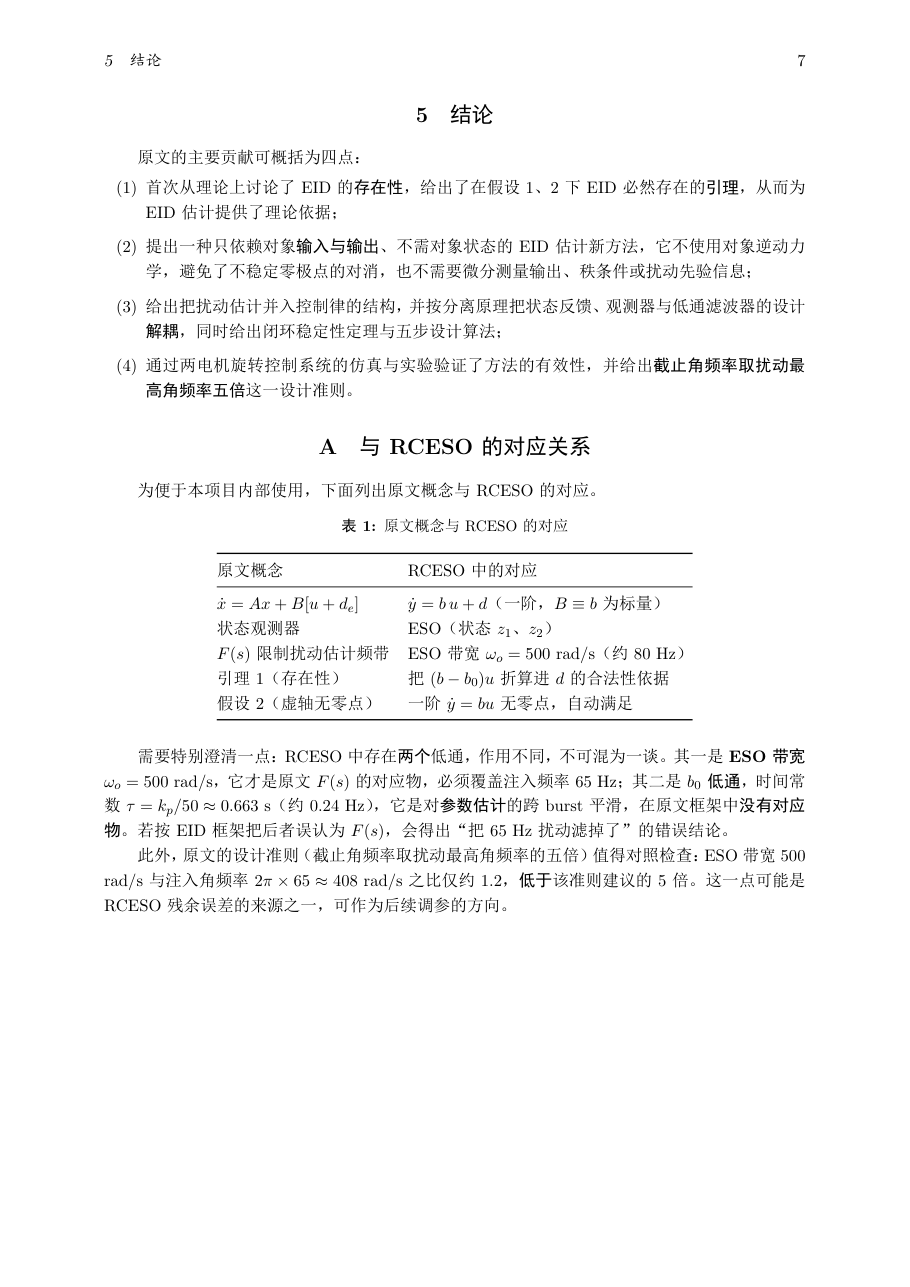 5 结论 7
5 结论
原文的主要贡献可概括为四点：
(1) 首次从理论上讨论了 EID 的存在性，给出了在假设 1、2 下 EID 必然存在的引理，从而为
EID 估计提供了理论依据；
(2) 提出一种只依赖对象输入与输出、不需对象状态的 EID 估计新方法，它不使用对象逆动力
学，避免了不稳定零极点的对消，也不需要微分测量输出、秩条件或扰动先验信息；
(3) 给出把扰动估计并入控制律的结构，并按分离原理把状态反馈、观测器与低通滤波器的设计
解耦，同时给出闭环稳定性定理与五步设计算法；
(4) 通过两电机旋转控制系统的仿真与实验验证了方法的有效性，并给出截止角频率取扰动最
高角频率五倍这一设计准则。
A 与 RCESO 的对应关系
为便于本项目内部使用，下面列出原文概念与 RCESO 的对应。
表 1: 原文概念与 RCESO 的对应
原文概念 RCESO 中的对应
ẋ = Ax + B[u + dₑ] ẏ = b u + d（一阶，B ≡ b 为标量）
状态观测器 ESO（状态 z₁、z₂）
F(s) 限制扰动估计频带 ESO 带宽 ωₒ = 500 rad/s（约 80 Hz）
引理 1（存在性） 把 (b − b₀)u 折算进 d 的合法性依据
假设 2（虚轴无零点） 一阶 ẏ = bu 无零点，自动满足
需要特别澄清一点：RCESO 中存在两个低通，作用不同，不可混为一谈。其一是 ESO 带宽
ωₒ = 500 rad/s，它才是原文 F(s) 的对应物，必须覆盖注入频率 65 Hz；其二是 b₀ 低通，时间常
数 τ = kₚ/50 ≈ 0.663 s（约 0.24 Hz），它是对参数估计的跨 burst 平滑，在原文框架中没有对应
物。若按 EID 框架把后者误认为 F(s)，会得出“把 65 Hz 扰动滤掉了”的错误结论。
此外，原文的设计准则（截止角频率取扰动最高角频率的五倍）值得对照检查：ESO 带宽 500
rad/s 与注入角频率 2π × 65 ≈ 408 rad/s 之比仅约 1.2，低于该准则建议的 5 倍。这一点可能是
RCESO 残余误差的来源之一，可作为后续调参的方向。